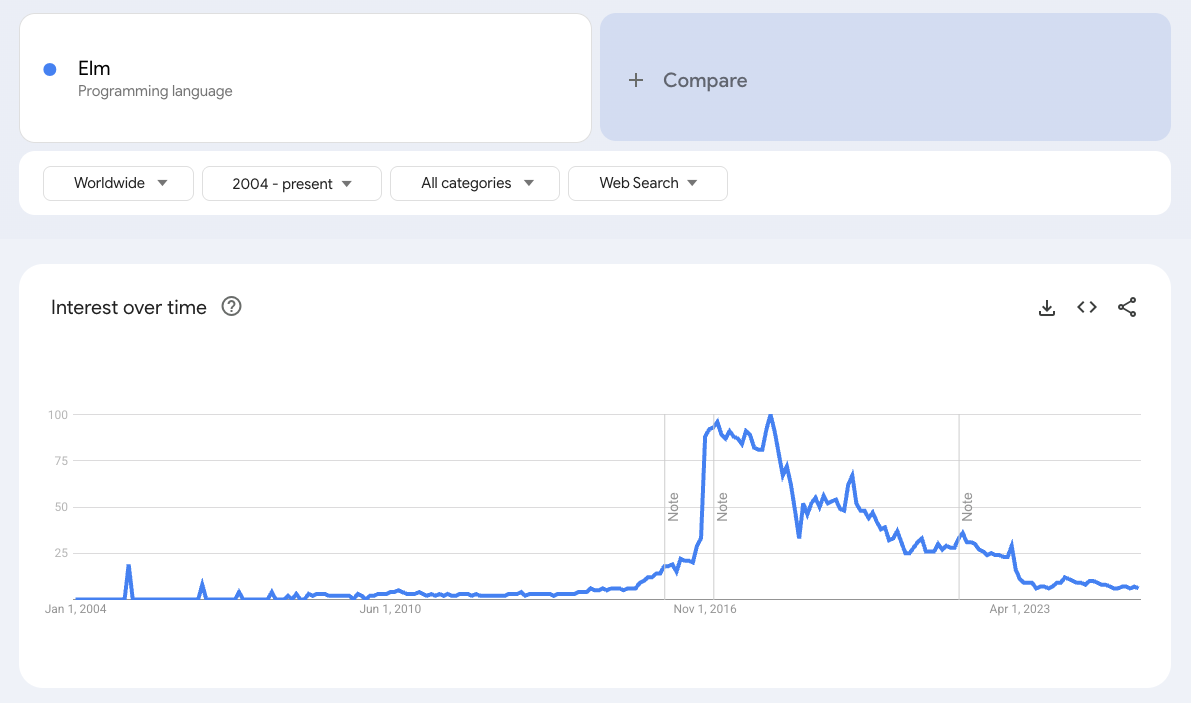 Elm
Programming language
+ Compare
Worldwide
2004 - present
All categories
Web Search
Interest over time
100
75
50
25
Note
Note
Note
Jan 1, 2004
Jun 1, 2010
Nov 1, 2016
Apr 1, 2023